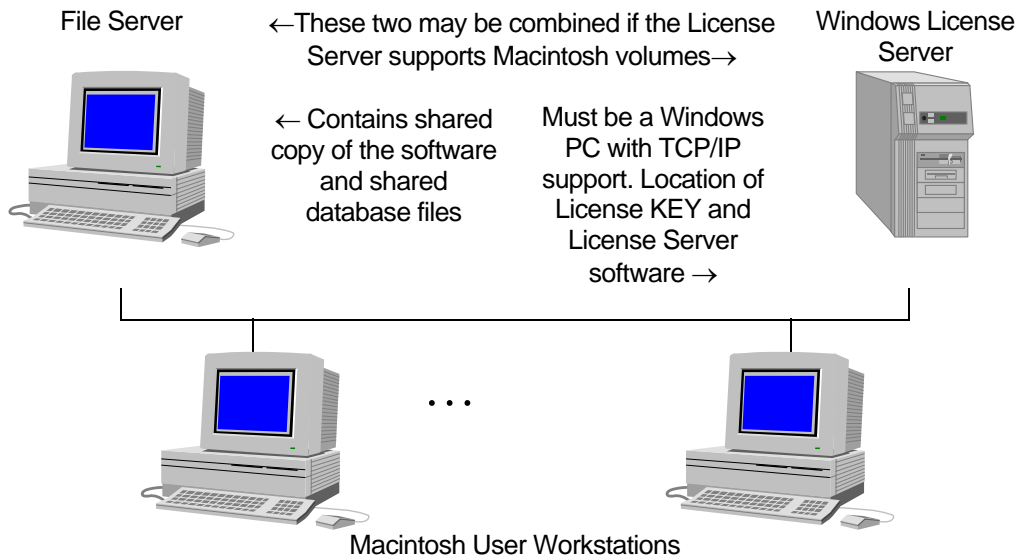 File Server
←These two may be combined if the License
Server supports Macintosh volumes→
Windows License
Server
← Contains shared
copy of the software
and shared
database files
Must be a Windows
PC with TCP/IP
support. Location of
License KEY and
License Server
software →
. . .
Macintosh User Workstations